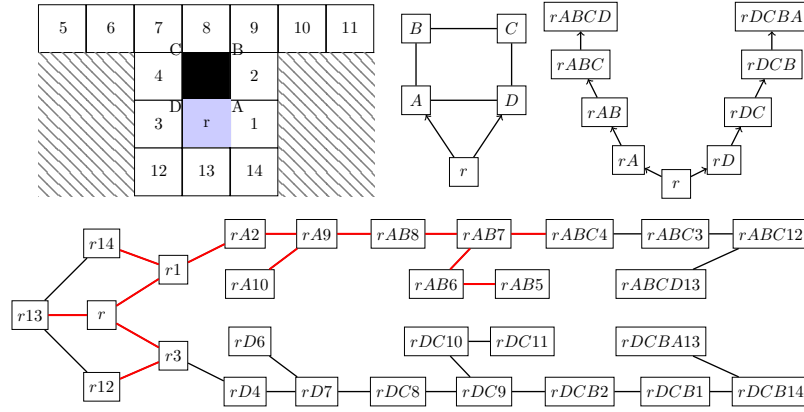 5 6 7 8 9 10 11
C B
4 2
D A
3 r 1
12 13 14
B C
A D
r
rABCD rDCBA
rABC rDCB
rAB rDC
rA rD
r
r14 rA2 rA9 rAB8 rAB7 rABC4 rABC3 rABC12
r1
rA10 rAB6 rAB5 rABCD13
r13 r
rD6 rDC10 rDC11 rDCBA13
r3
r12 rD4 rD7 rDC8 rDC9 rDCB2 rDCB1 rDCB14